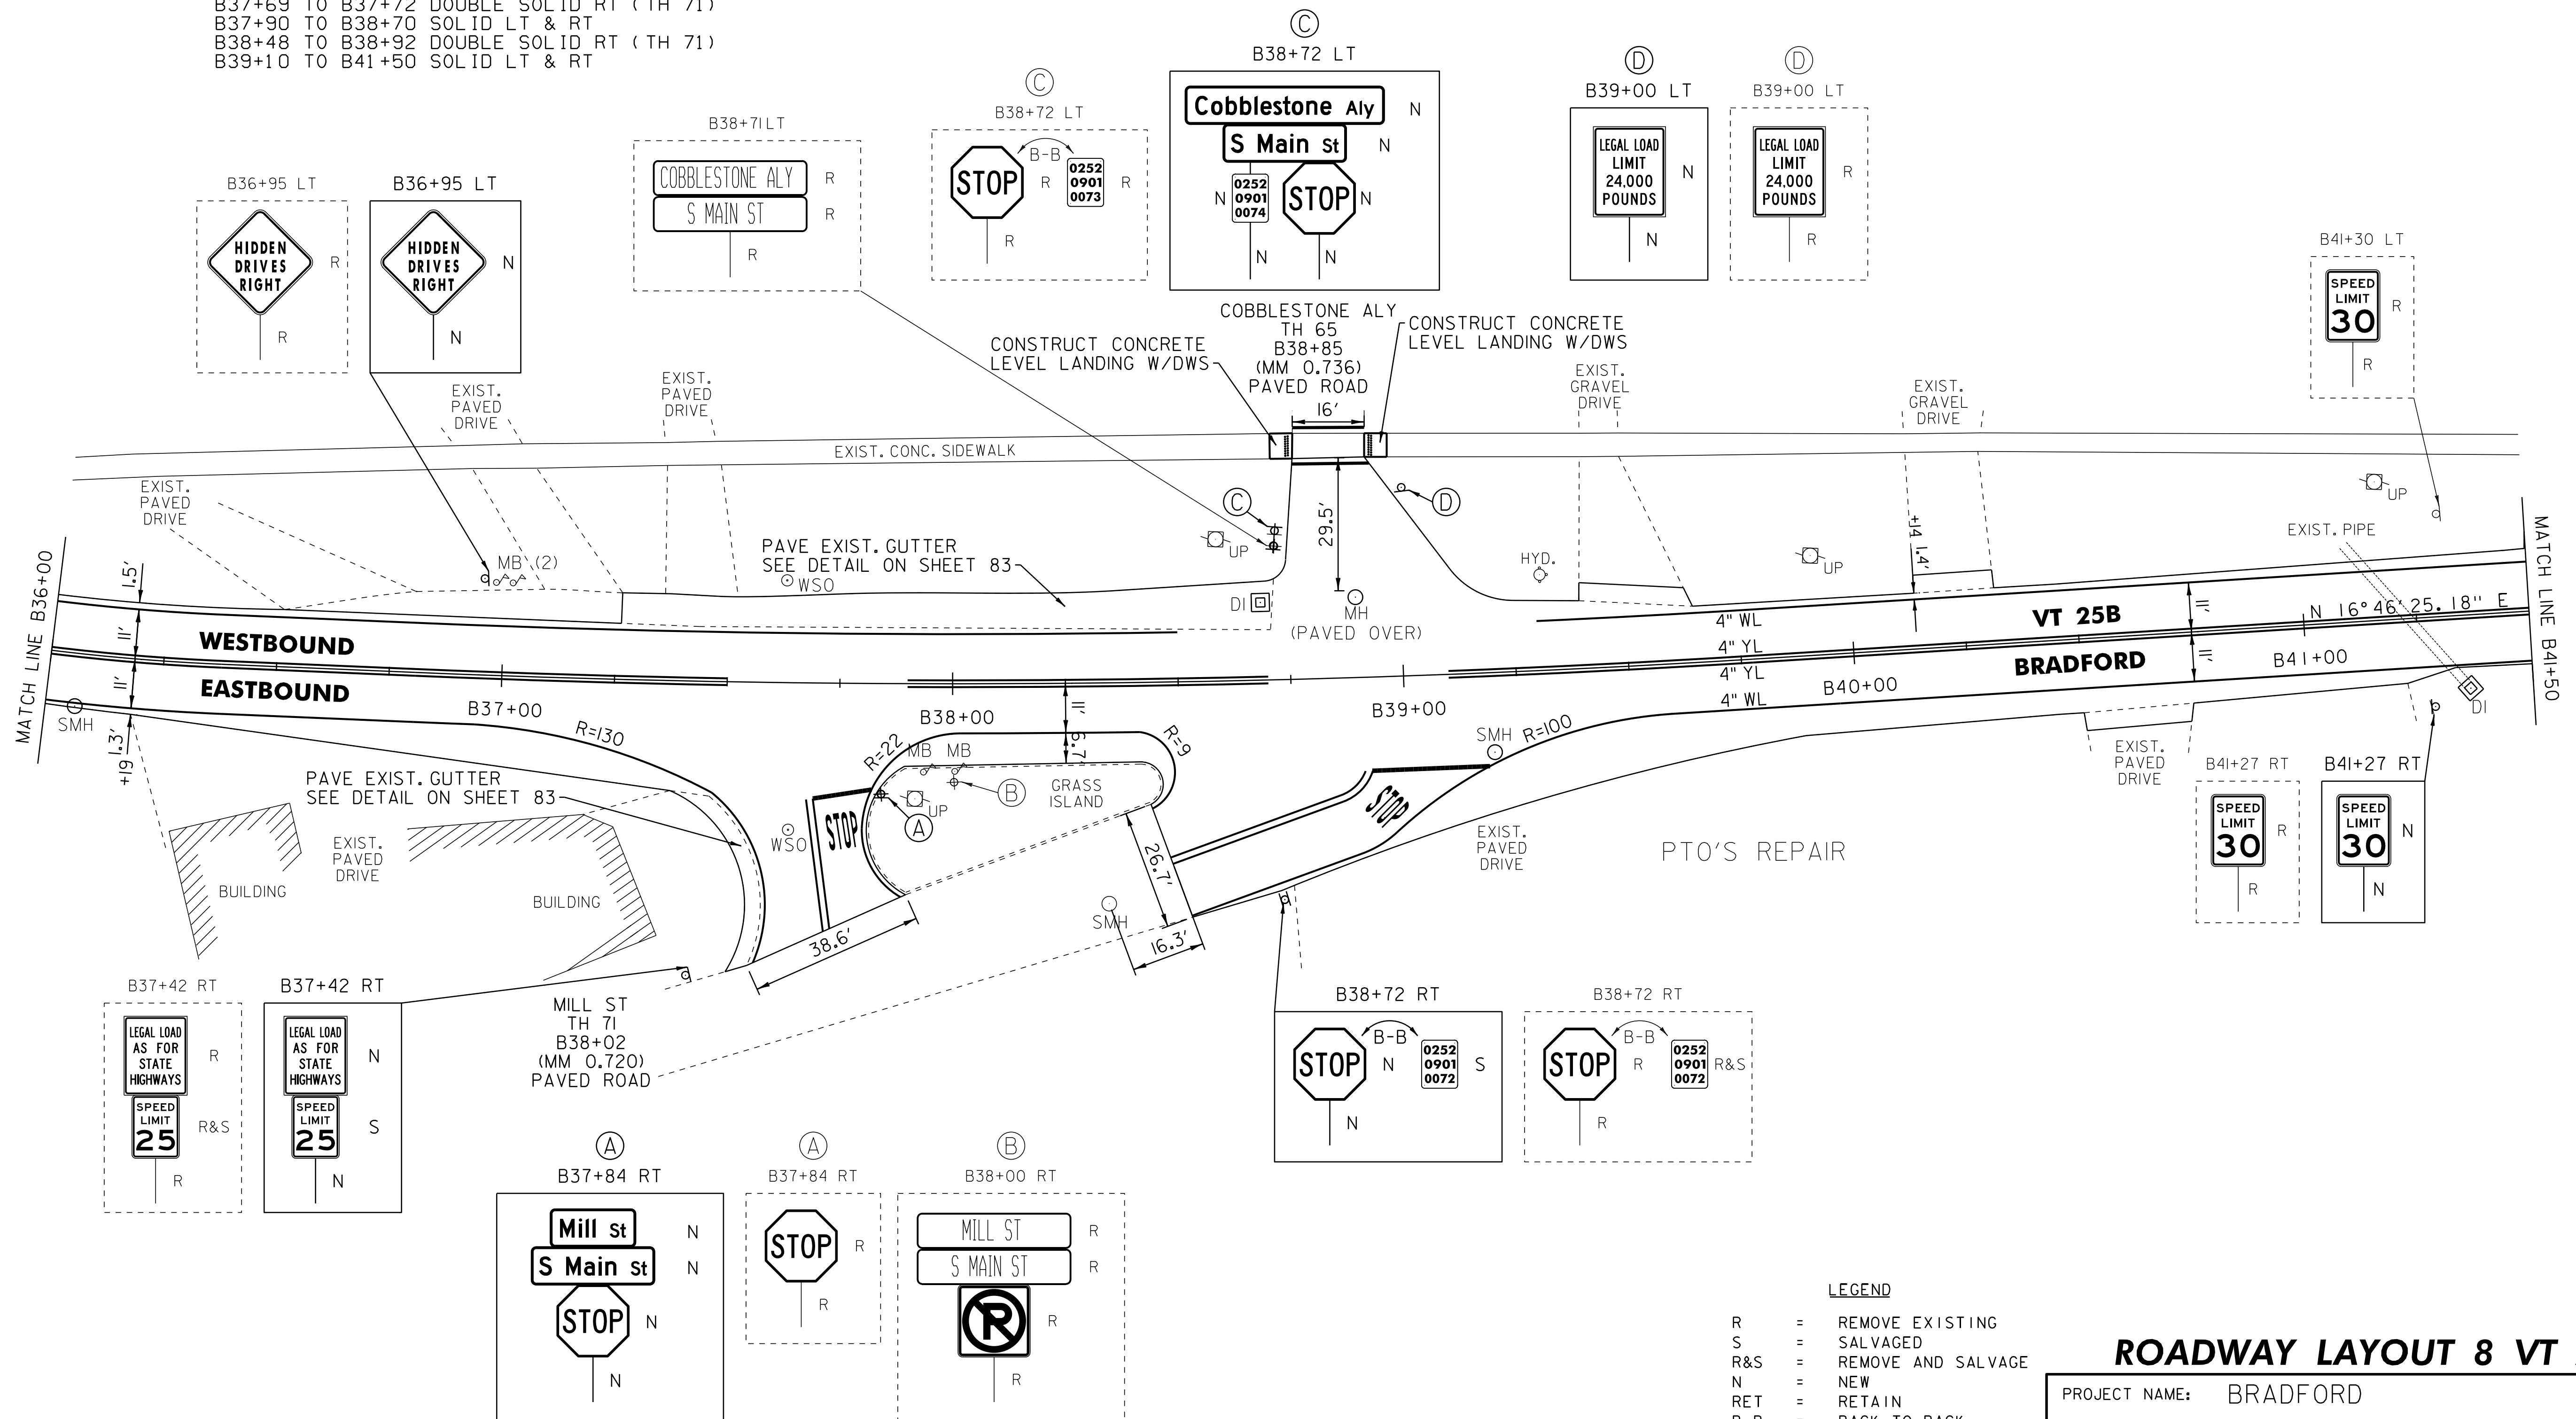 B37+69 TO B37+72 DOUBLE SOLID RT (TH 71)
B37+90 TO B38+70 SOLID LT & RT
B38+48 TO B38+92 DOUBLE SOLID RT (TH 71)
B39+10 TO B41+50 SOLID LT & RT
B36+95 LT
HIDDEN
DRIVES
RIGHT
R
R
B36+95 LT
HIDDEN
DRIVES
RIGHT
N
N
B38+71LT
COBBLESTONE ALY
R
S MAIN ST
R
R
C
B38+72 LT
STOP
B-B
R
0252
0901
0073
R
R
C
B38+72 LT
Cobblestone Aly
N
S Main St
N
N
0252
0901
0074
STOP
N
N
N
D
B39+00 LT
LEGAL LOAD
LIMIT
24,000
POUNDS
N
N
D
B39+00 LT
LEGAL LOAD
LIMIT
24,000
POUNDS
R
R
B41+30 LT
SPEED
LIMIT
30
R
R
COBBLESTONE ALY
TH 65
B38+85
(MM 0.736)
PAVED ROAD
16'
CONSTRUCT CONCRETE
LEVEL LANDING W/DWS
CONSTRUCT CONCRETE
LEVEL LANDING W/DWS
EXIST.
PAVED
DRIVE
EXIST.
PAVED
DRIVE
EXIST.
GRAVEL
DRIVE
EXIST.
GRAVEL
DRIVE
EXIST. CONC. SIDEWALK
EXIST.
PAVED
DRIVE
MATCH LINE B36+00
1.5'
MB (2)
PAVE EXIST. GUTTER
SEE DETAIL ON SHEET 83
WSO
UP
C
D
29.5'
DI
MH
(PAVED OVER)
HYD.
UP
+14 1.4'
UP
EXIST. PIPE
MATCH LINE B41+50
11'
11'
WESTBOUND
EASTBOUND
4" WL
4" YL
4" YL
4" WL
VT 25B
BRADFORD
11'
11'
N 16°46'25.18" E
B37+00
B38+00
B39+00
B40+00
B41+00
SMH
+19 1.3'
R=130
R=22
MB
MB
11'
6.7'
R=9
SMH
R=100
DI
PAVE EXIST. GUTTER
SEE DETAIL ON SHEET 83
B
GRASS
ISLAND
UP
A
STOP
WSO
STOP
EXIST.
PAVED
DRIVE
PTO'S REPAIR
EXIST.
PAVED
DRIVE
EXIST.
PAVED
DRIVE
BUILDING
BUILDING
26.7'
SMH
38.6'
16.3'
B41+27 RT
SPEED
LIMIT
30
R
R
B41+27 RT
SPEED
LIMIT
30
N
N
B37+42 RT
LEGAL LOAD
AS FOR
STATE
HIGHWAYS
R
SPEED
LIMIT
25
R&S
R
B37+42 RT
LEGAL LOAD
AS FOR
STATE
HIGHWAYS
N
SPEED
LIMIT
25
S
N
MILL ST
TH 71
B38+02
(MM 0.720)
PAVED ROAD
B38+72 RT
STOP
B-B
N
0252
0901
0072
S
N
B38+72 RT
STOP
B-B
R
0252
0901
0072
R&S
R
A
B37+84 RT
Mill St
N
S Main St
N
STOP
N
N
A
B37+84 RT
STOP
R
R
B
B38+00 RT
MILL ST
R
S MAIN ST
R
P
R
R
LEGEND
R = REMOVE EXISTING
S = SALVAGED
R&S = REMOVE AND SALVAGE
N = NEW
RET = RETAIN
B-B = BACK TO BACK
ROADWAY LAYOUT 8 VT
PROJECT NAME: BRADFORD